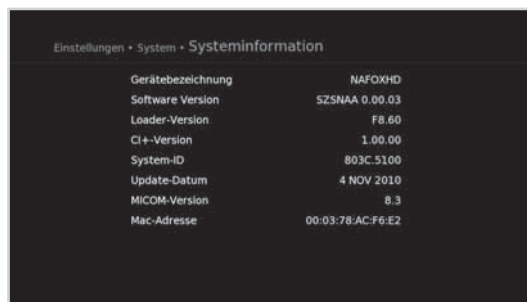 Einstellungen • System • Systeminformation
Gerätebezeichnung NAFOXHD
Software Version SZSNAA 0.00.03
Loader-Version F8.60
CI+-Version 1.00.00
System-ID 803C.5100
Update-Datum 4 NOV 2010
MICOM-Version 8.3
Mac-Adresse 00:03:78:AC:F6:E2